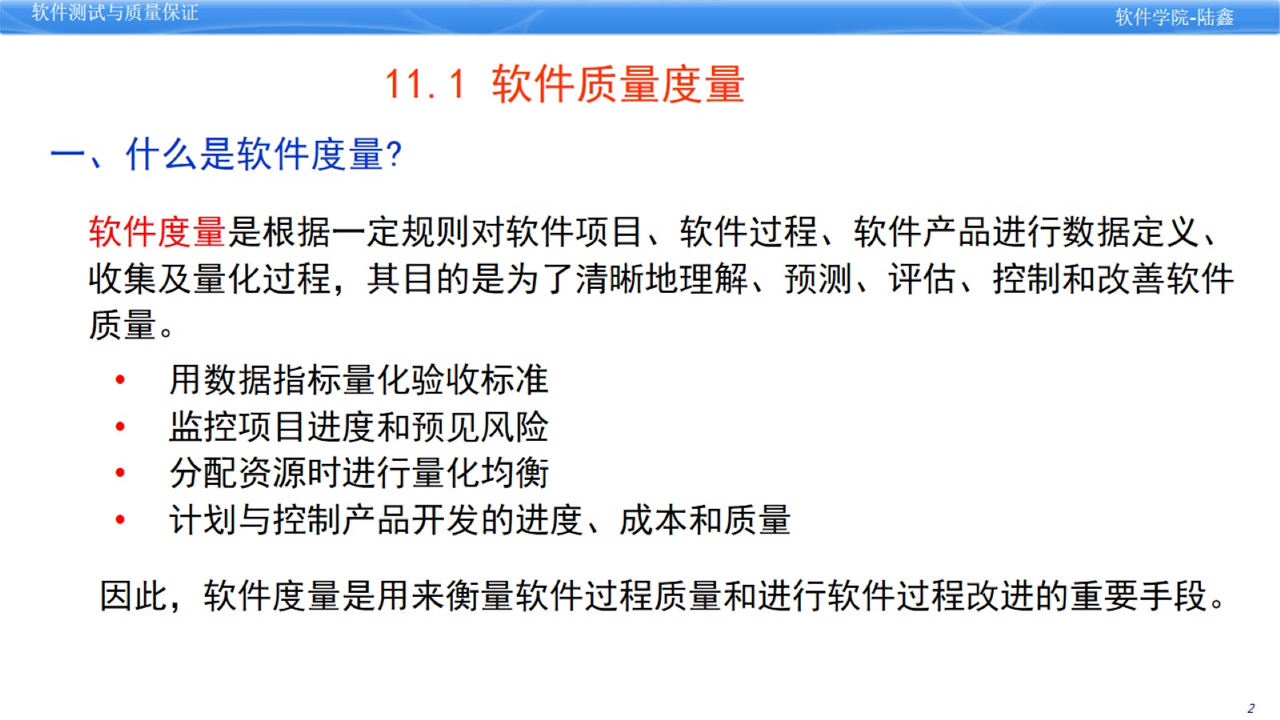 软件测试与质量保证
软件学院-陆鑫
11.1 软件质量度量
一、什么是软件度量?
软件度量是根据一定规则对软件项目、软件过程、软件产品进行数据定义、
收集及量化过程，其目的是为了清晰地理解、预测、评估、控制和改善软件
质量。
• 用数据指标量化验收标准
• 监控项目进度和预见风险
• 分配资源时进行量化均衡
• 计划与控制产品开发的进度、成本和质量
因此，软件度量是用来衡量软件过程质量和进行软件过程改进的重要手段。
2